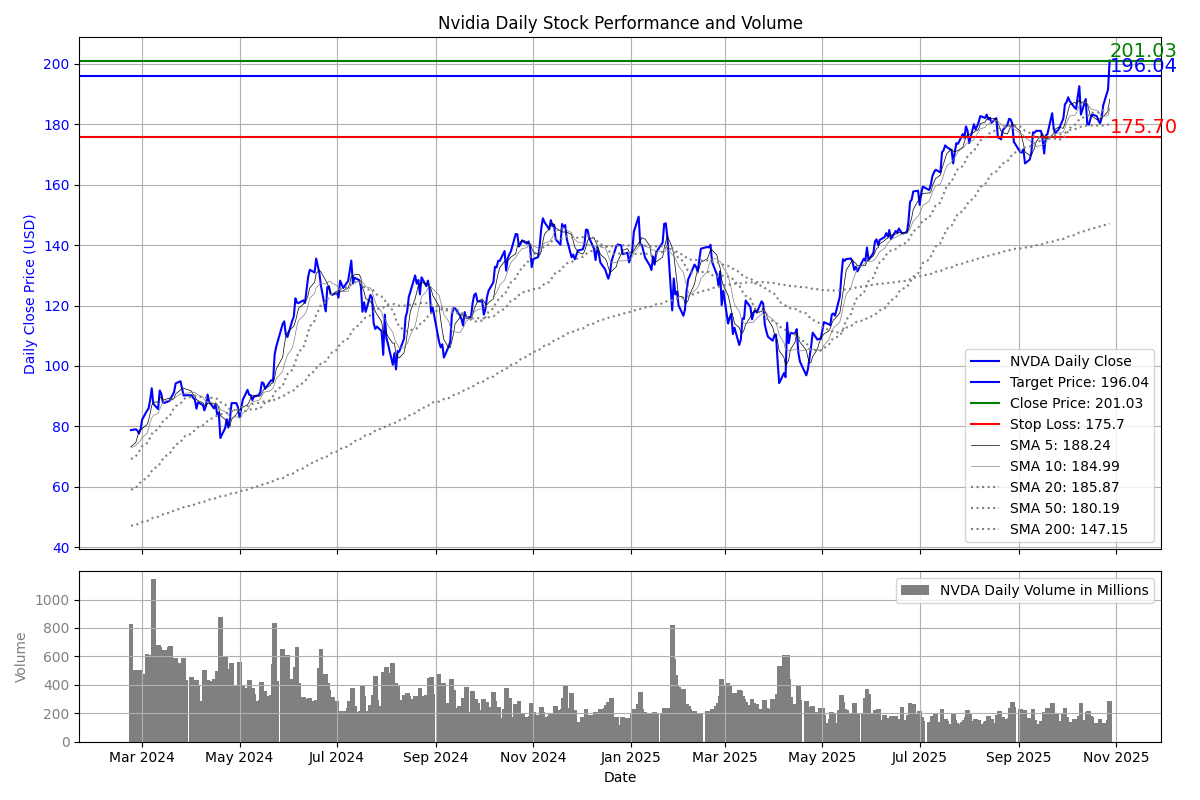 Nvidia Daily Stock Performance and Volume
Daily Close Price (USD)
200
180
160
140
120
100
80
60
40
201.03
196.04
175.70
NVDA Daily Close
Target Price: 196.04
Close Price: 201.03
Stop Loss: 175.7
SMA 5: 188.24
SMA 10: 184.99
SMA 20: 185.87
SMA 50: 180.19
SMA 200: 147.15
Volume
1000
800
600
400
200
0
NVDA Daily Volume in Millions
Mar 2024
May 2024
Jul 2024
Sep 2024
Nov 2024
Jan 2025
Mar 2025
May 2025
Jul 2025
Sep 2025
Nov 2025
Date